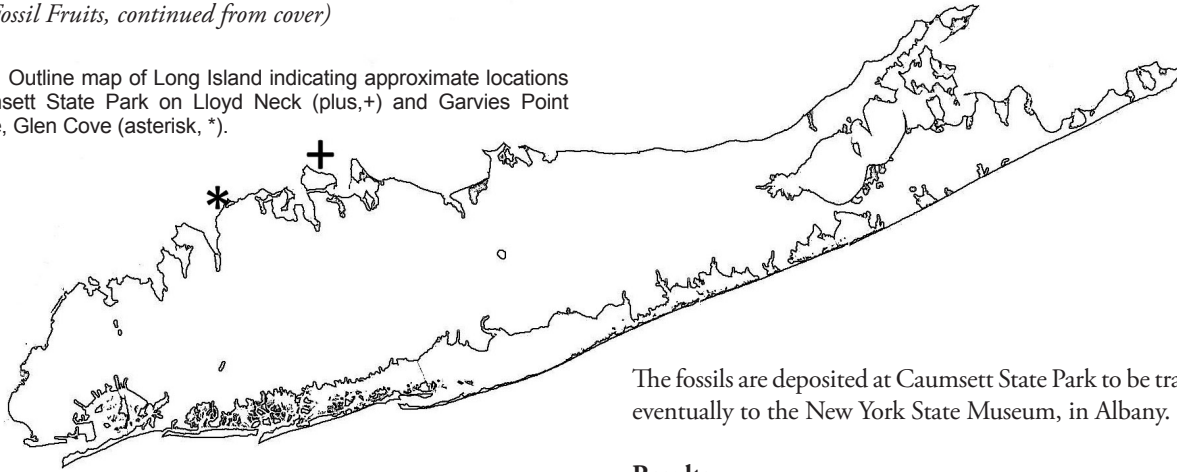 Fossil Fruits, continued from cover)
Outline map of Long Island indicating approximate locations
msett State Park on Lloyd Neck (plus,+) and Garvies Point
e, Glen Cove (asterisk, *).
+
*
The fossils are deposited at Caumsett State Park to be tra
eventually to the New York State Museum, in Albany.